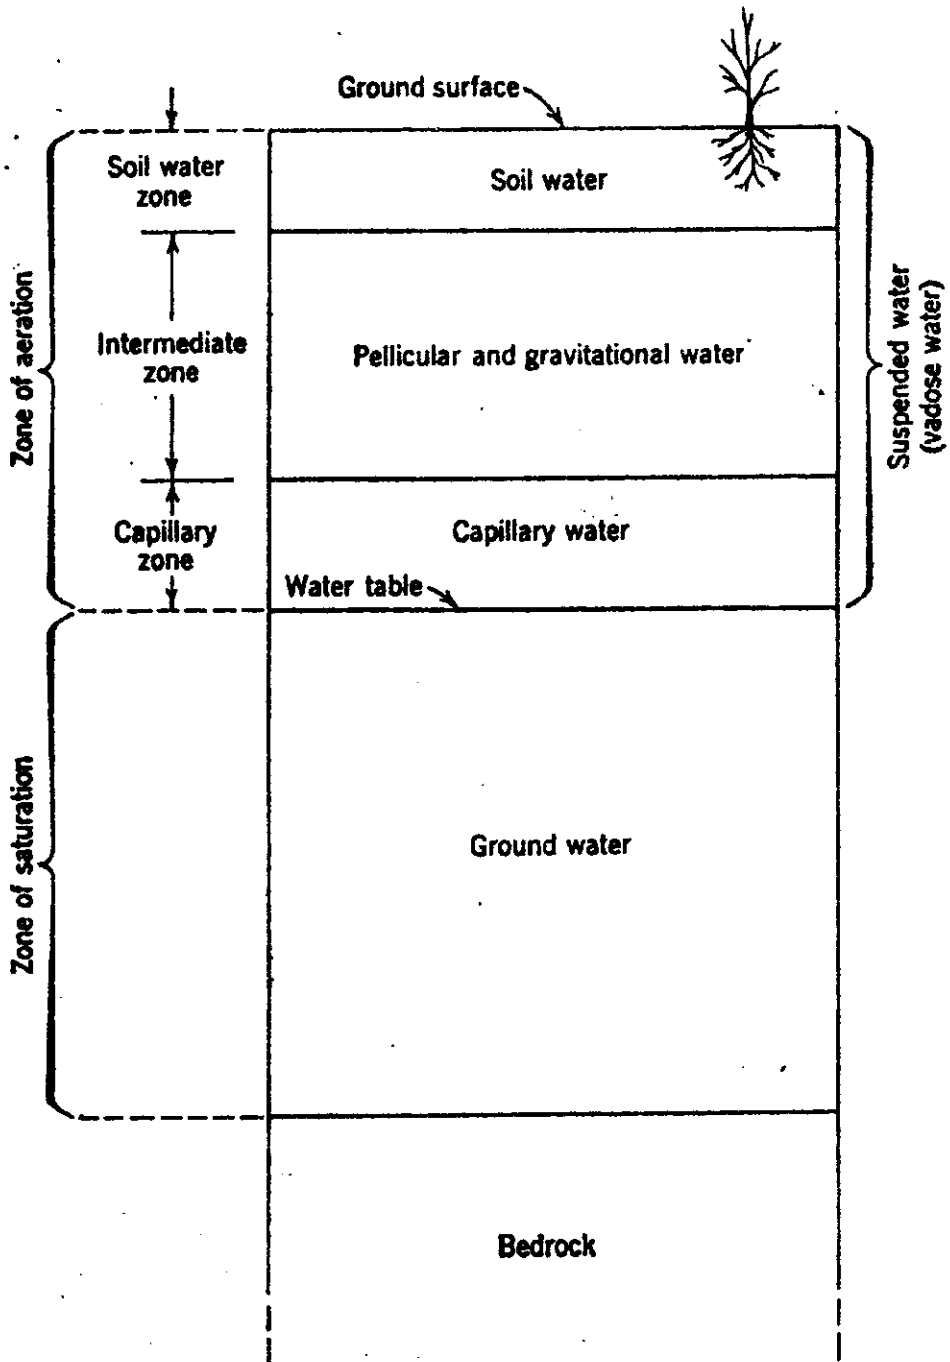 Ground surface
Soil water
zone
Soil water
Zone of aeration
Intermediate
zone
Pellicular and gravitational water
Suspended water
(vadose water)
Capillary
zone
Capillary water
Water table
Zone of saturation
Ground water
Bedrock